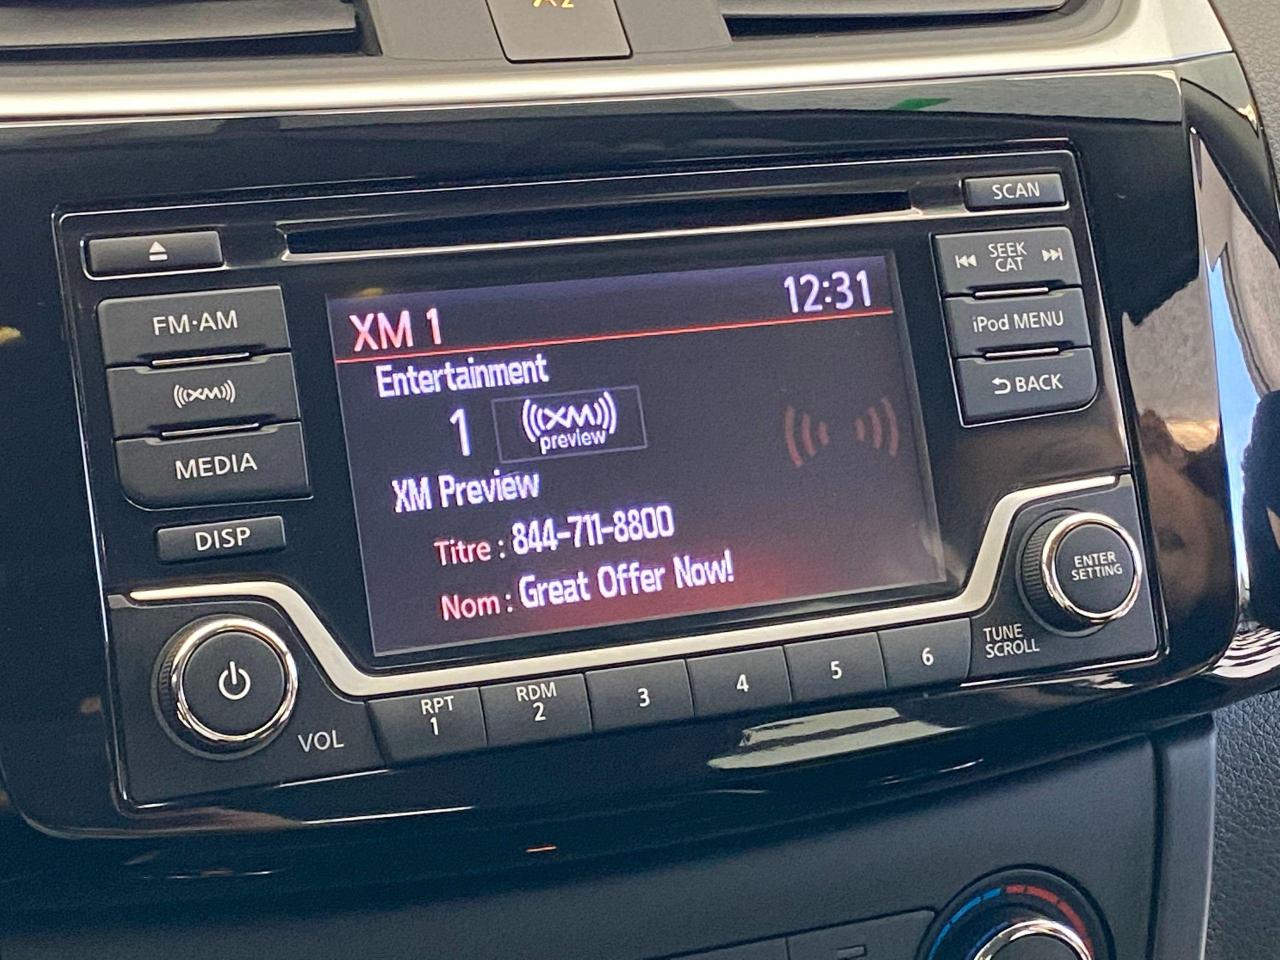 SCAN
SEEK
CAT
FM·AM
12:31
XM 1
iPod MENU
Entertainment
((XM))
1
((XM))
preview
BACK
MEDIA
XM Preview
DISP
Titre : 844-711-8800
Nom : Great Offer Now!
ENTER
SETTING
TUNE
SCROLL
VOL
RPT
1
RDM
2
3
4
5
6